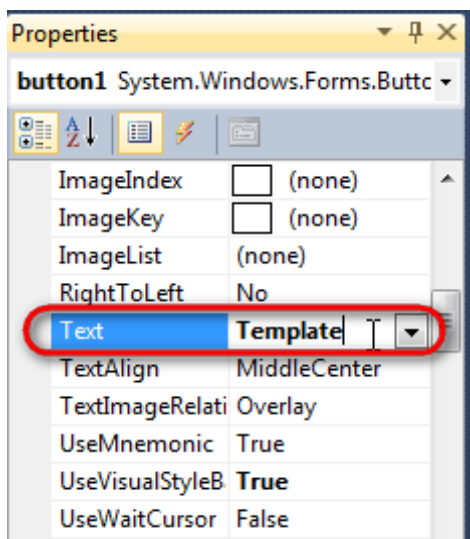 Properties
button1 System.Windows.Forms.Buttc
ImageIndex (none)
ImageKey (none)
ImageList (none)
RightToLeft No
Text Template
TextAlign MiddleCenter
TextImageRelati Overlay
UseMnemonic True
UseVisualStyleB True
UseWaitCursor False